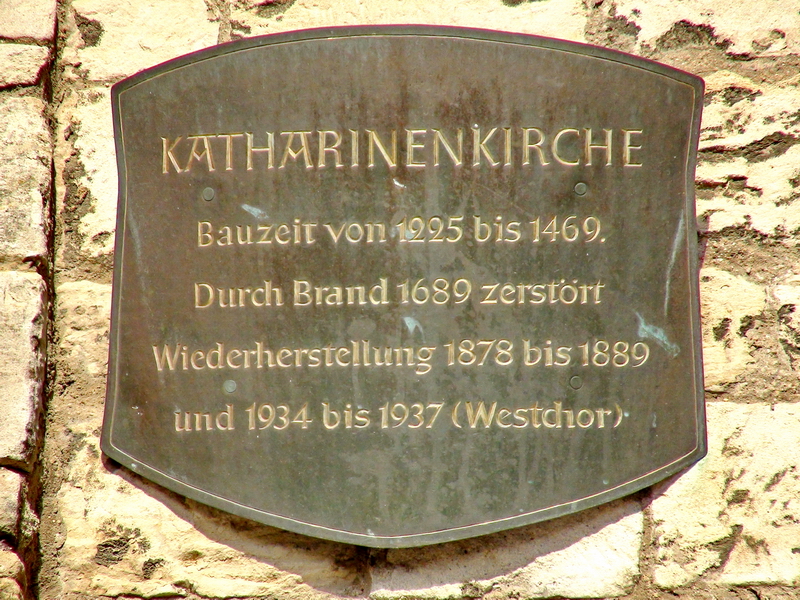 KATHARINENKIRCHE
Bauzeit von 1225 bis 1469.
Durch Brand 1689 zerstört
Wiederherstellung 1878 bis 1889
und 1934 bis 1937 (Westchor)